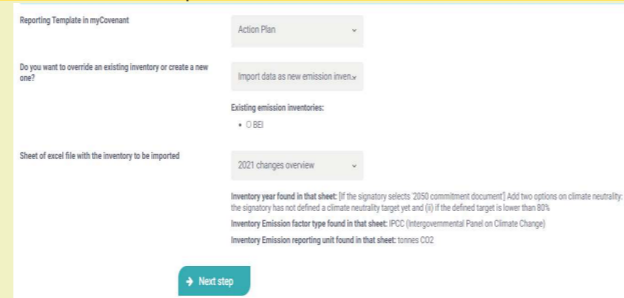 Reporting Template in myCovenant
Action Plan
Do you want to override an existing inventory or create a new
one?
Import data as new emission inven
Existing emission inventories:
• O BEI
Sheet of excel file with the inventory to be imported
2021 changes overview
Inventory year found in that sheet: [If the signatory selects '2050 commitment document'] Add two options on climate neutrality:
the signatory has not defined a climate neutrality target yet and (ii) if the defined target is lower than 80%
Inventory Emission factor type found in that sheet: IPCC (Intergovernmental Panel on Climate Change)
Inventory Emission reporting unit found in that sheet: tonnes CO2
→ Next step